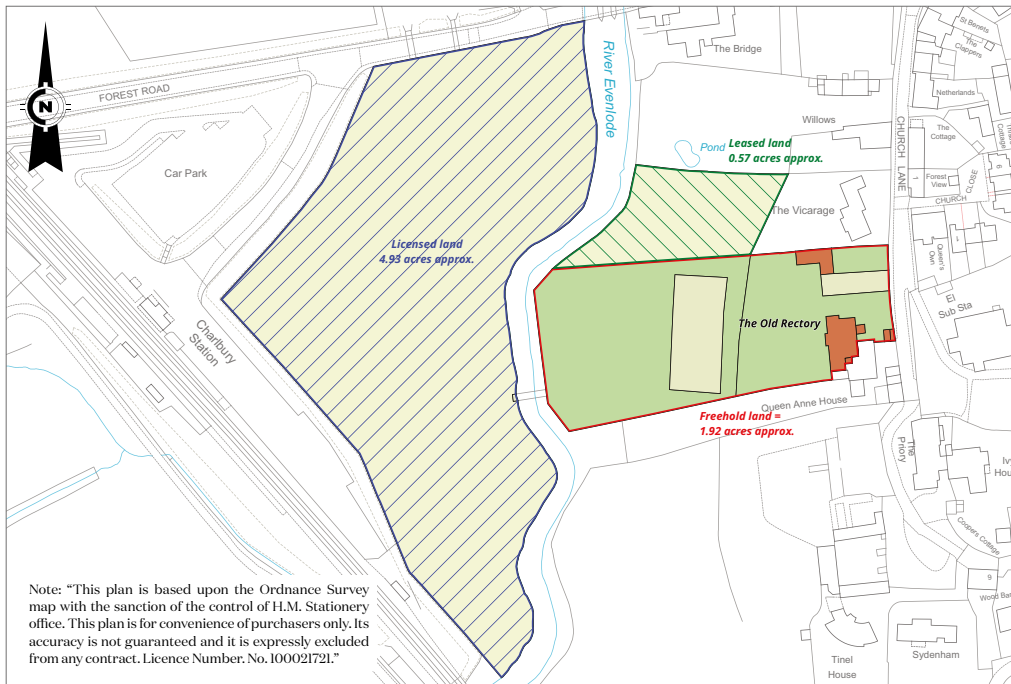 St Benets
The
Clappers
The Bridge
River Evenlode
N
FOREST ROAD
Netherlands
Willows
CHURCH LANE
The
Cottage
Cottage
Pond
Leased land
0.57 acres approx.
Car Park
Forest
View
1
CLOSE
6
CHURCH
The Vicarage
Licensed land
4.93 acres approx.
Queen's
Own
1
El
Sub Sta
Charlbury
Station
The Old Rectory
Queen Anne House
Freehold land =
1.92 acres approx.
The
Priory
Coopers Cottage
9
Note: “This plan is based upon the Ordnance Survey
map with the sanction of the control of H.M. Stationery
office. This plan is for convenience of purchasers only. Its
accuracy is not guaranteed and it is expressly excluded
from any contract. Licence Number. No. 100021721.”
Tinel
House
Sydenham